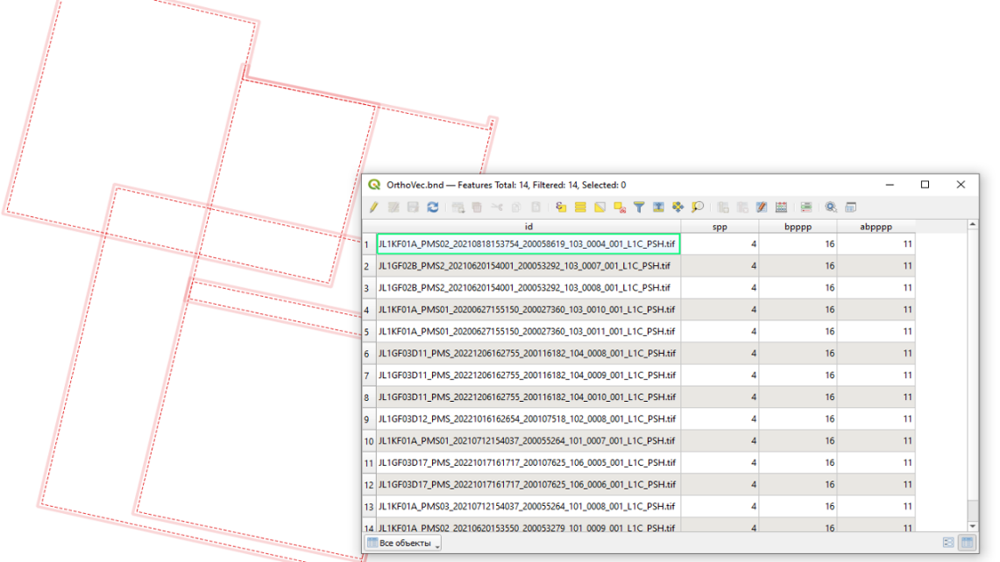 OrthoVec.bnd — Features Total: 14, Filtered: 14, Selected: 0
id spp bpppp abpppp
1 JL1KF01A_PMS02_20210818153754_200058619_103_0004_001_L1C_PSH.tif 4 16 11
2 JL1GF02B_PMS2_20210620154001_200053292_103_0007_001_L1C_PSH.tif 4 16 11
3 JL1GF02B_PMS2_20210620154001_200053292_103_0008_001_L1C_PSH.tif 4 16 11
4 JL1KF01A_PMS01_20200627155150_200027360_103_0010_001_L1C_PSH.tif 4 16 11
5 JL1KF01A_PMS01_20200627155150_200027360_103_0011_001_L1C_PSH.tif 4 16 11
6 JL1GF03D11_PMS_20221206162755_200116182_104_0008_001_L1C_PSH.tif 4 16 11
7 JL1GF03D11_PMS_20221206162755_200116182_104_0009_001_L1C_PSH.tif 4 16 11
8 JL1GF03D11_PMS_20221206162755_200116182_104_0010_001_L1C_PSH.tif 4 16 11
9 JL1GF03D12_PMS_20221016162654_200107518_102_0008_001_L1C_PSH.tif 4 16 11
10 JL1KF01A_PMS01_20210712154037_200055264_101_0007_001_L1C_PSH.tif 4 16 11
11 JL1GF03D17_PMS_20221017161717_200107625_106_0005_001_L1C_PSH.tif 4 16 11
12 JL1GF03D17_PMS_20221017161717_200107625_106_0006_001_L1C_PSH.tif 4 16 11
13 JL1KF01A_PMS03_20210712154037_200055264_101_0008_001_L1C_PSH.tif 4 16 11
14 JL1KF01A_PMS02_20210620153550_200053279_101_0009_001_L1C_PSH.tif 4 16 11
Все объекты